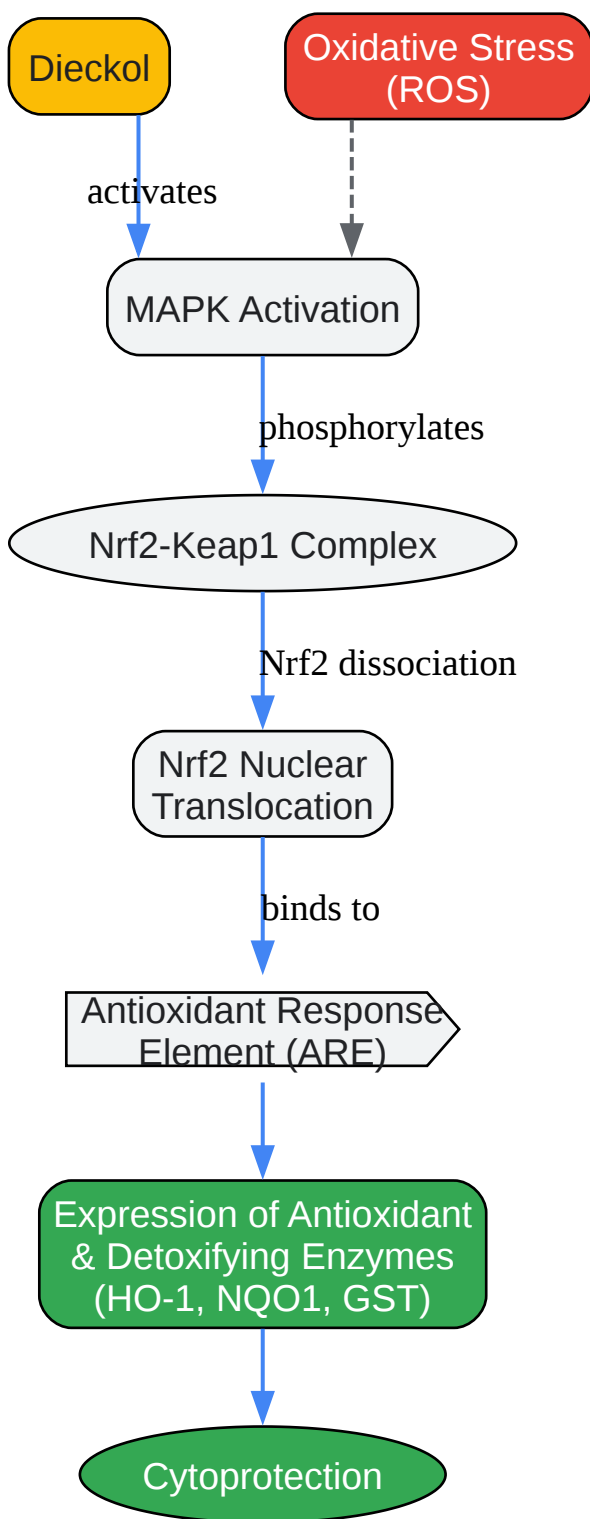 Dieckol
Oxidative Stress
(ROS)
activates
MAPK Activation
phosphorylates
Nrf2-Keap1 Complex
Nrf2 dissociation
Nrf2 Nuclear
Translocation
binds to
Antioxidant Response
Element (ARE)
Expression of Antioxidant
& Detoxifying Enzymes
(HO-1, NQO1, GST)
Cytoprotection